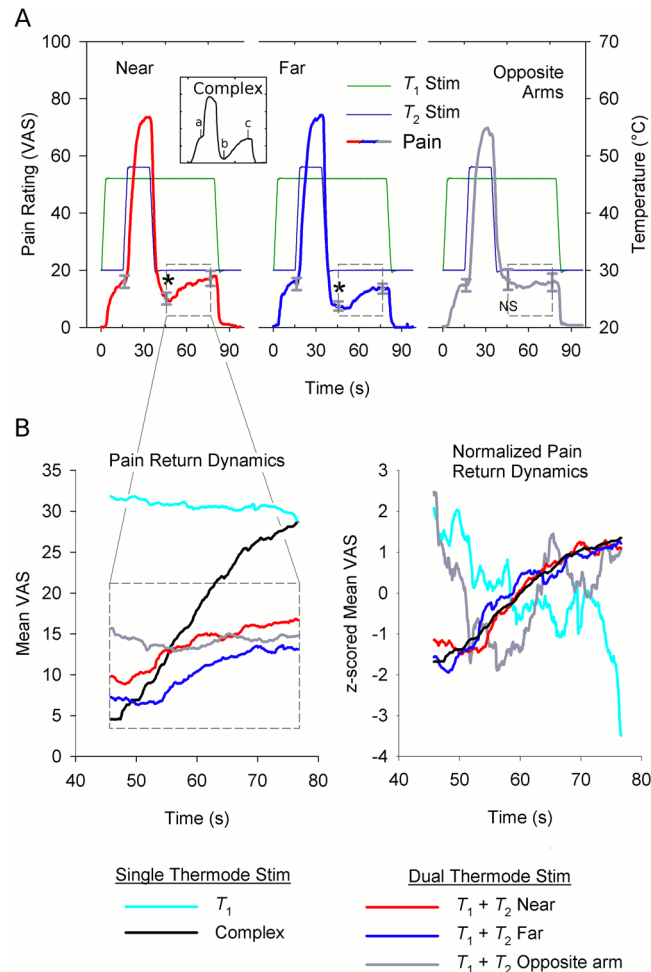 A
100
80
60
40
20
0
Pain Rating (VAS)
Near
Complex
a
b
c
*
Far
*
T1 Stim
T2 Stim
Pain
Opposite
Arms
NS
70
60
50
40
30
20
Temperature (°C)
0 30 60 90
0 30 60 90
0 30 60 90
Time (s)
Time (s)
Time (s)
B
Pain Return Dynamics
35
30
25
20
15
10
5
0
Mean VAS
40 50 60 70 80
Time (s)
Normalized Pain
Return Dynamics
3
2
1
0
-1
-2
-3
-4
z-scored Mean VAS
40 50 60 70 80
Time (s)
Single Thermode Stim
T1
Complex
Dual Thermode Stim
T1 + T2 Near
T1 + T2 Far
T1 + T2 Opposite arm